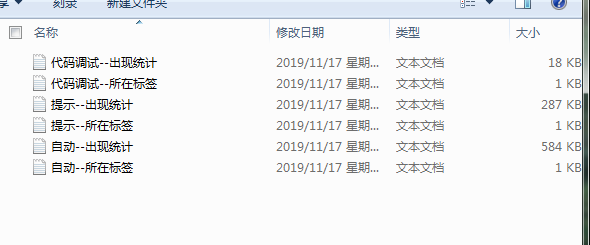 享 刻录 新建文件夹
名称 修改日期 类型 大小
代码调试--出现统计 2019/11/17 星期... 文本文档 18 KB
代码调试--所在标签 2019/11/17 星期... 文本文档 1 KB
提示--出现统计 2019/11/17 星期... 文本文档 287 KB
提示--所在标签 2019/11/17 星期... 文本文档 1 KB
自动--出现统计 2019/11/17 星期... 文本文档 584 KB
自动--所在标签 2019/11/17 星期... 文本文档 1 KB